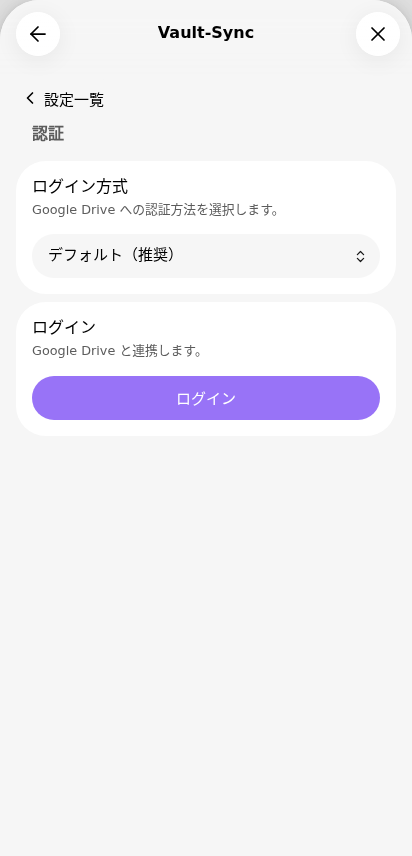 Vault-Sync
設定一覧
認証
ログイン方式
Google Drive への認証方法を選択します。
デフォルト（推奨）
ログイン
Google Drive と連携します。
ログイン